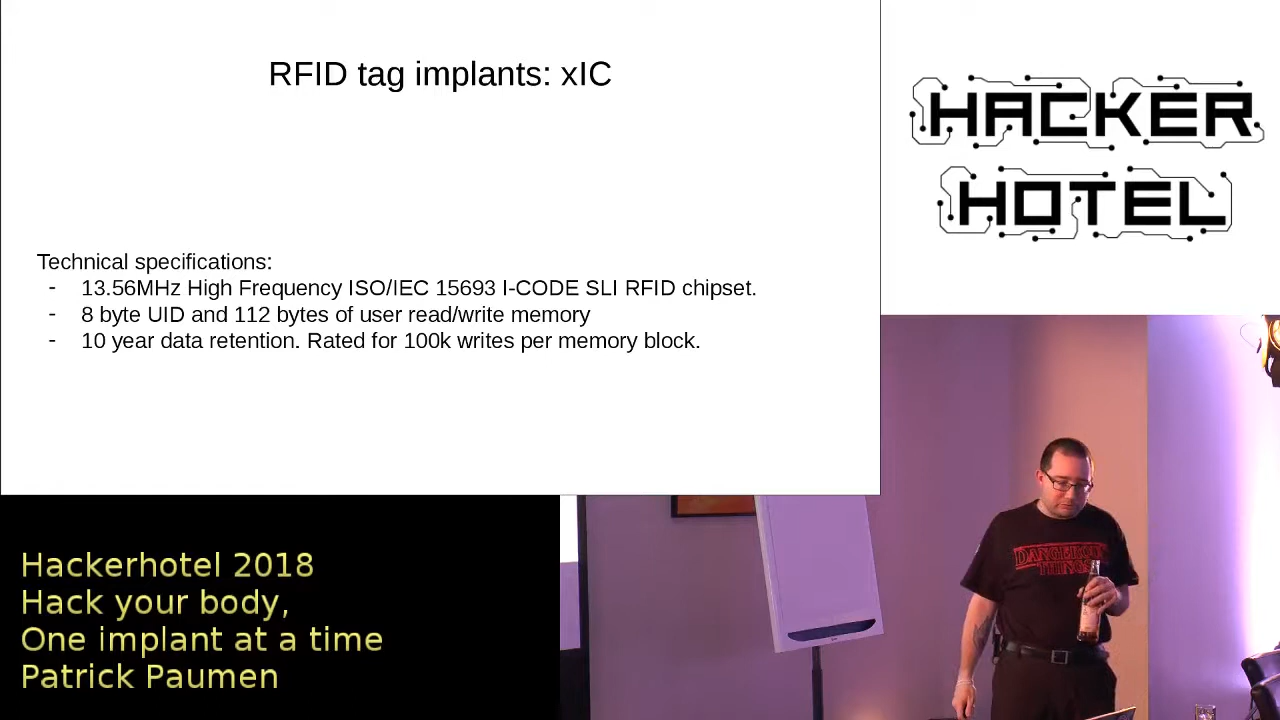 RFID tag implants: xIC
HACKER
HOTEL
Technical specifications:
- 13.56MHz High Frequency ISO/IEC 15693 I-CODE SLI RFID chipset.
- 8 byte UID and 112 bytes of user read/write memory
- 10 year data retention. Rated for 100k writes per memory block.
DANGEROUS
THINGS
Hackerhotel 2018
Hack your body,
One implant at a time
Patrick Paumen